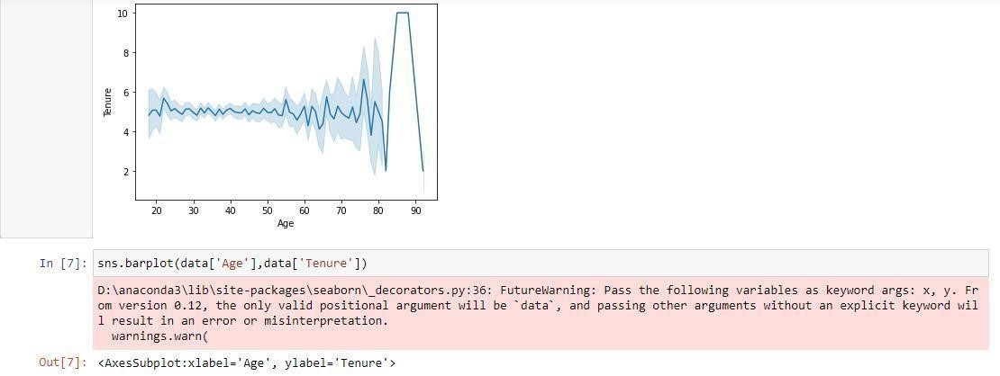 10
8
6
4
2
Tenure
20 30 40 50 60 70 80 90
Age
In [7]: sns.barplot(data['Age'],data['Tenure'])
D:\anaconda3\lib\site-packages\seaborn\_decorators.py:36: FutureWarning: Pass the following variables as keyword args: x, y. Fr
om version 0.12, the only valid positional argument will be `data`, and passing other arguments without an explicit keyword wil
l result in an error or misinterpretation.
  warnings.warn(
Out[7]: <AxesSubplot:xlabel='Age', ylabel='Tenure'>